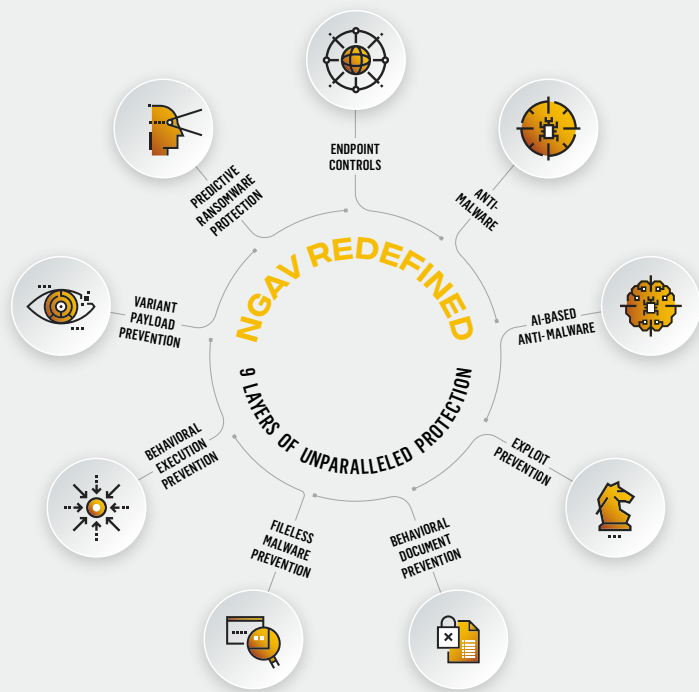 NGAV REDEFINED
9 LAYERS OF UNPARALLELED PROTECTION
ENDPOINT
CONTROLS
ANTI-
MALWARE
AI-BASED
ANTI-MALWARE
EXPLOIT
PREVENTION
BEHAVIORAL
DOCUMENT
PREVENTION
FILELESS
MALWARE
PREVENTION
BEHAVIORAL
EXECUTION
PREVENTION
VARIANT
PAYLOAD
PREVENTION
PREDICTIVE
RANSOMWARE
PROTECTION